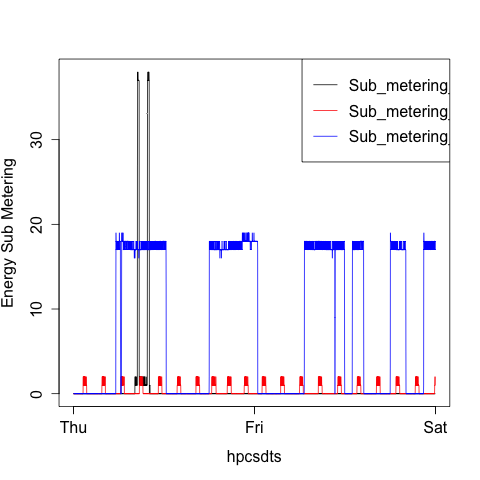 Sub_metering_
Sub_metering_
Sub_metering_
Energy Sub Metering
30
20
10
0
Thu
Fri
Sat
hpcsdts